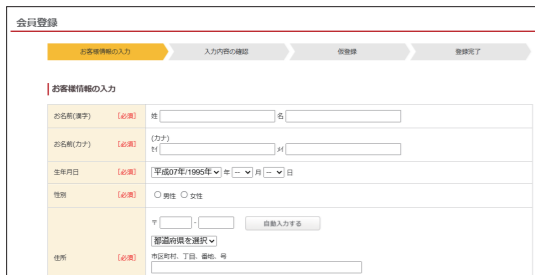 会員登録
お客様情報の入力 入力内容の確認 仮登録 登録完了
お客様情報の入力
お名前(漢字) [必須] 姓 名
お名前(カナ) [必須] (カナ)
ｾｲ ﾒｲ
生年月日 [必須] 平成07年/1995年 年 -- 月 -- 日
性別 [必須] 男性 女性
〒 - 自動入力する
都道府県を選択
住所 [必須] 市区町村、丁目、番地、号